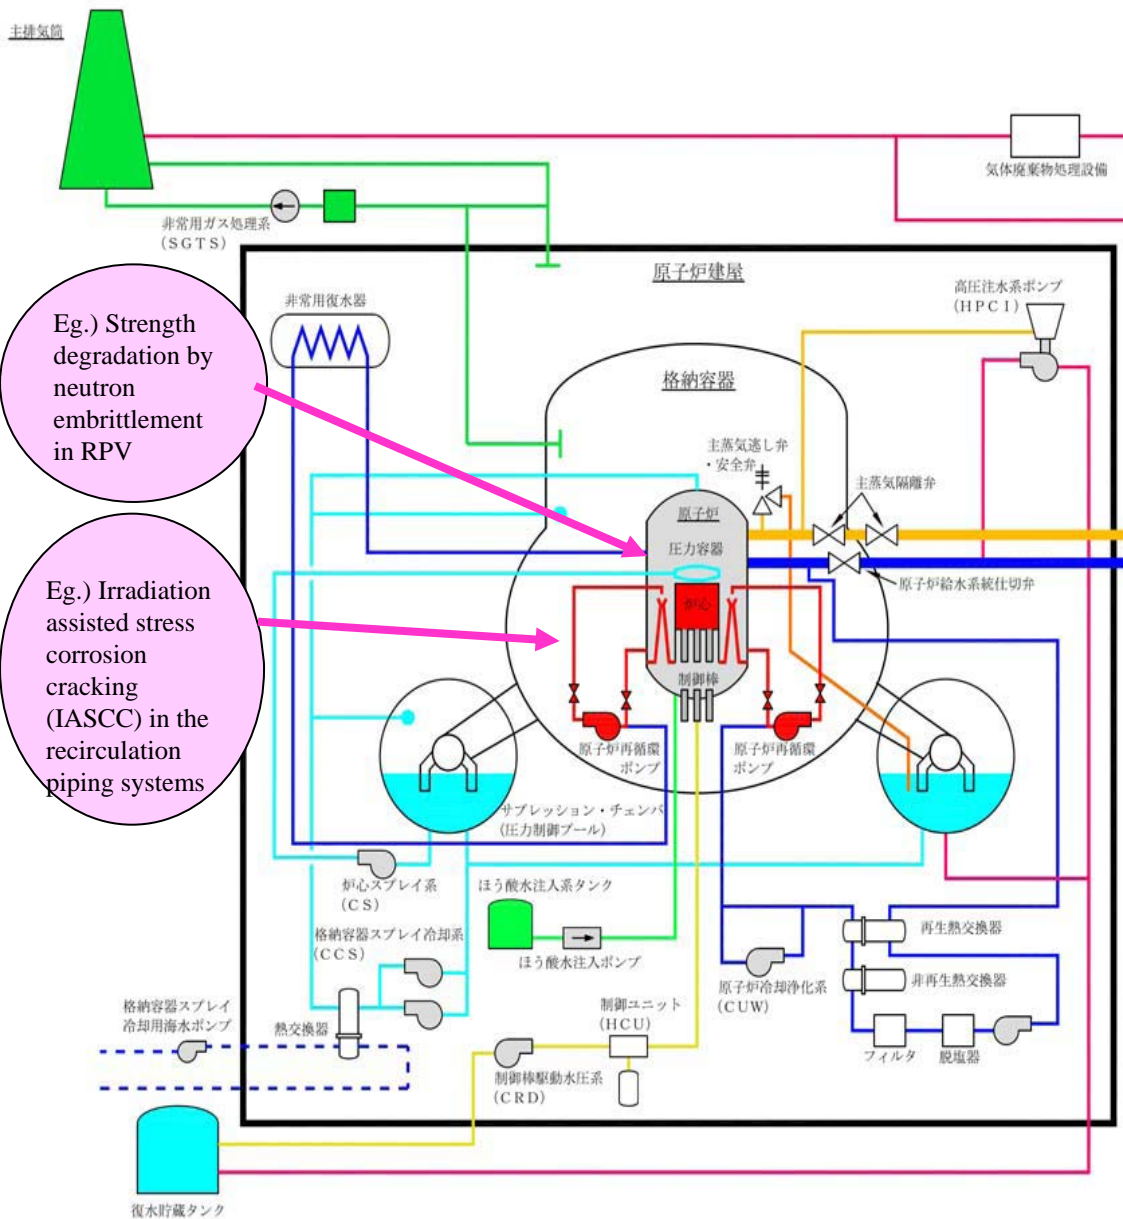 主排気筒
気体廃棄物処理設備
非常用ガス処理系
(SGTS)
原子炉建屋
非常用復水器
高圧注水系ポンプ
(HPCI)
Eg.) Strength
degradation by
neutron
embrittlement
in RPV
格納容器
主蒸気逃し弁
・安全弁
主蒸気隔離弁
原子炉
圧力容器
原子炉給水系統仕切弁
炉心
Eg.) Irradiation
assisted stress
corrosion
cracking
(IASCC) in the
recirculation
piping systems
制御棒
原子炉再循環
ポンプ
原子炉再循環
ポンプ
サプレッション・チェンバ
(圧力制御プール)
炉心スプレイ系
(CS)
ほう酸水注入系タンク
格納容器スプレイ冷却系
(CCS)
ほう酸水注入ポンプ
再生熱交換器
原子炉冷却浄化系
(CUW)
非再生熱交換器
格納容器スプレイ
冷却用海水ポンプ
熱交換器
制御ユニット
(HCU)
フィルタ
脱塩器
制御棒駆動水圧系
(CRD)
復水貯蔵タンク